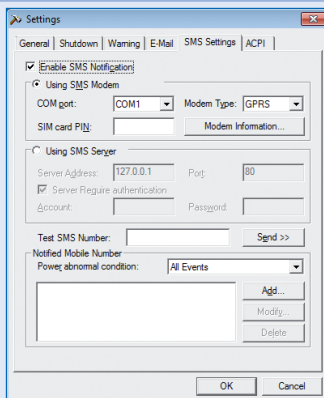 Settings
General Shutdown Warning E-Mail SMS Settings ACPI
Enable SMS Notification
Using SMS Modem
COM port: COM1 Modem Type: GPRS
SIM card PIN: Modem Information...
Using SMS Server
Server Address: 127.0.0.1 Port: 80
Server Require authentication
Account: Password:
Test SMS Number: Send >>
Notified Mobile Number
Power abnormal condition: All Events
Add...
Modify...
Delete
OK Cancel